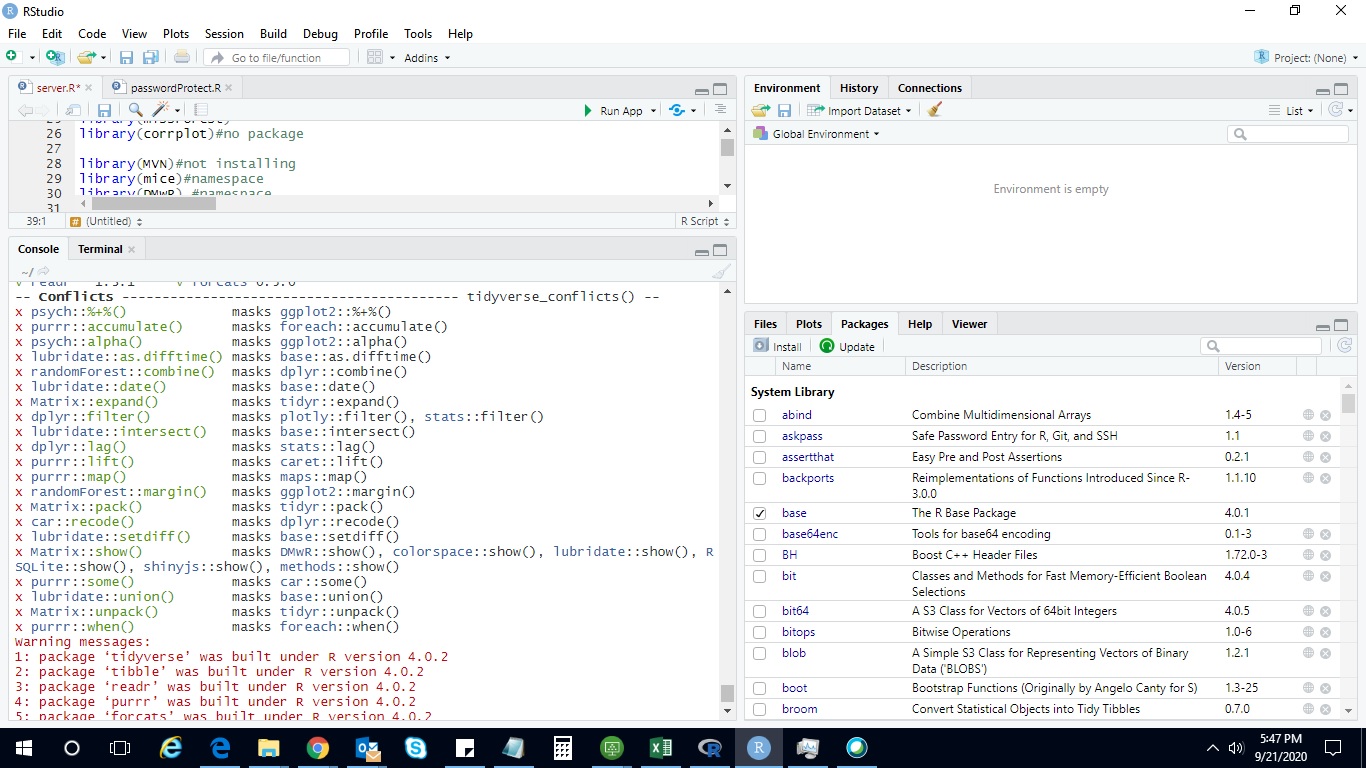 RStudio
File Edit Code View Plots Session Build Debug Profile Tools Help
Go to file/function Addins Project: (None)
server.R* passwordProtect.R
Run App
26 library(corrplot)#no package
27
28 library(MVN)#not installing
29 library(mice)#namespace
30 library(DMwR) #namespace
31
39:1 # (Untitled) R Script
Console Terminal
~/
-- Conflicts ------------------------------------------ tidyverse_conflicts() --
x psych::%+%() masks ggplot2::%+%()
x purrr::accumulate() masks foreach::accumulate()
x psych::alpha() masks ggplot2::alpha()
x lubridate::as.difftime() masks base::as.difftime()
x randomForest::combine() masks dplyr::combine()
x lubridate::date() masks base::date()
x Matrix::expand() masks tidyr::expand()
x dplyr::filter() masks plotly::filter(), stats::filter()
x lubridate::intersect() masks base::intersect()
x dplyr::lag() masks stats::lag()
x purrr::lift() masks caret::lift()
x purrr::map() masks maps::map()
x randomForest::margin() masks ggplot2::margin()
x Matrix::pack() masks tidyr::pack()
x car::recode() masks dplyr::recode()
x lubridate::setdiff() masks base::setdiff()
x Matrix::show() masks DMwR::show(), colorspace::show(), lubridate::show(), R
SQLite::show(), shinyjs::show(), methods::show()
x purrr::some() masks car::some()
x lubridate::union() masks base::union()
x Matrix::unpack() masks tidyr::unpack()
x purrr::when() masks foreach::when()
Warning messages:
1: package ‘tidyverse’ was built under R version 4.0.2
2: package ‘tibble’ was built under R version 4.0.2
3: package ‘readr’ was built under R version 4.0.2
4: package ‘purrr’ was built under R version 4.0.2
5: package ‘forcats’ was built under R version 4.0.2
Environment History Connections
Import Dataset List
Global Environment
Environment is empty
Files Plots Packages Help Viewer
Install Update
Name Description Version
System Library
abind Combine Multidimensional Arrays 1.4-5
askpass Safe Password Entry for R, Git, and SSH 1.1
assertthat Easy Pre and Post Assertions 0.2.1
backports Reimplementations of Functions Introduced Since R- 1.1.10
3.0.0
base The R Base Package 4.0.1
base64enc Tools for base64 encoding 0.1-3
BH Boost C++ Header Files 1.72.0-3
bit Classes and Methods for Fast Memory-Efficient Boolean 4.0.4
Selections
bit64 A S3 Class for Vectors of 64bit Integers 4.0.5
bitops Bitwise Operations 1.0-6
blob A Simple S3 Class for Representing Vectors of Binary 1.2.1
Data ('BLOBS')
boot Bootstrap Functions (Originally by Angelo Canty for S) 1.3-25
broom Convert Statistical Objects into Tidy Tibbles 0.7.0
5:47 PM
9/21/2020